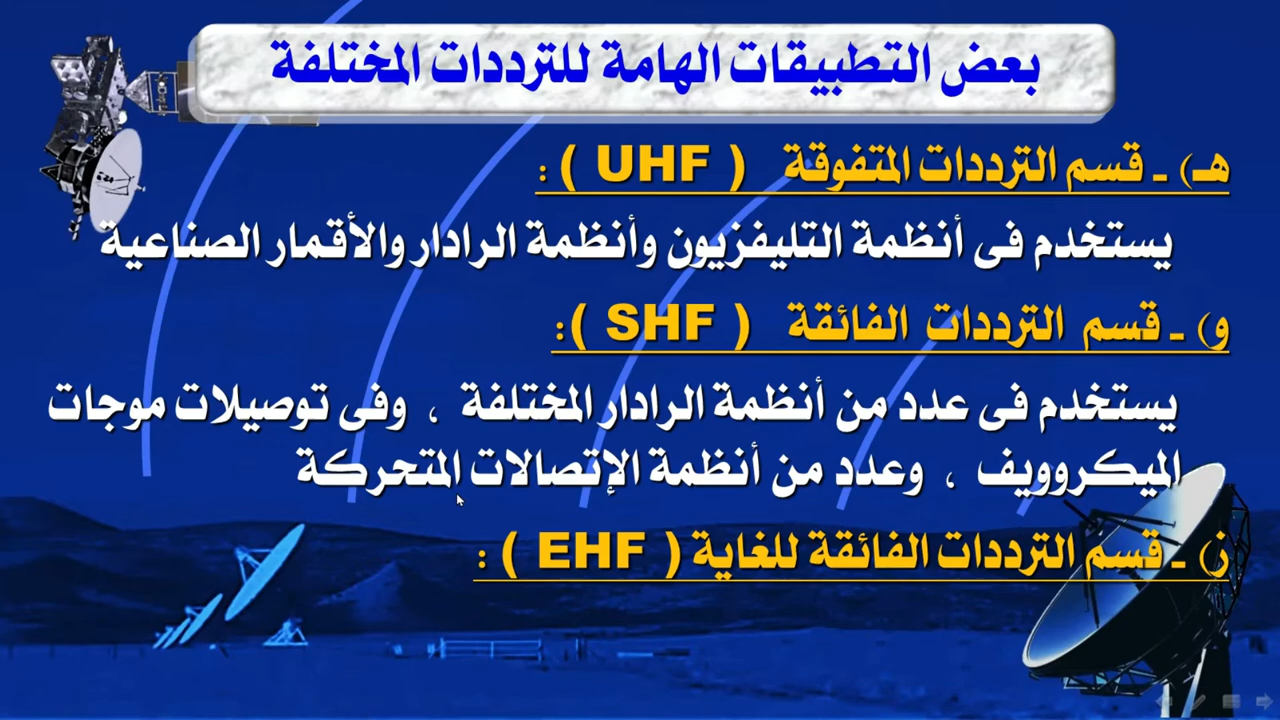 بعض التطبيقات الهامة للترددات المختلفة
هـ) ـ قسم الترددات المتفوقة ( UHF ) :
يستخدم فى أنظمة التليفزيون وأنظمة الرادار والأقمار الصناعية
و) ـ قسم الترددات الفائقة ( SHF ):
يستخدم فى عدد من أنظمة الرادار المختلفة ، وفى توصيلات موجات
الميكروويف ، وعدد من أنظمة الإتصالات المتحركة
ز) ـ قسم الترددات الفائقة للغاية ( EHF ) :